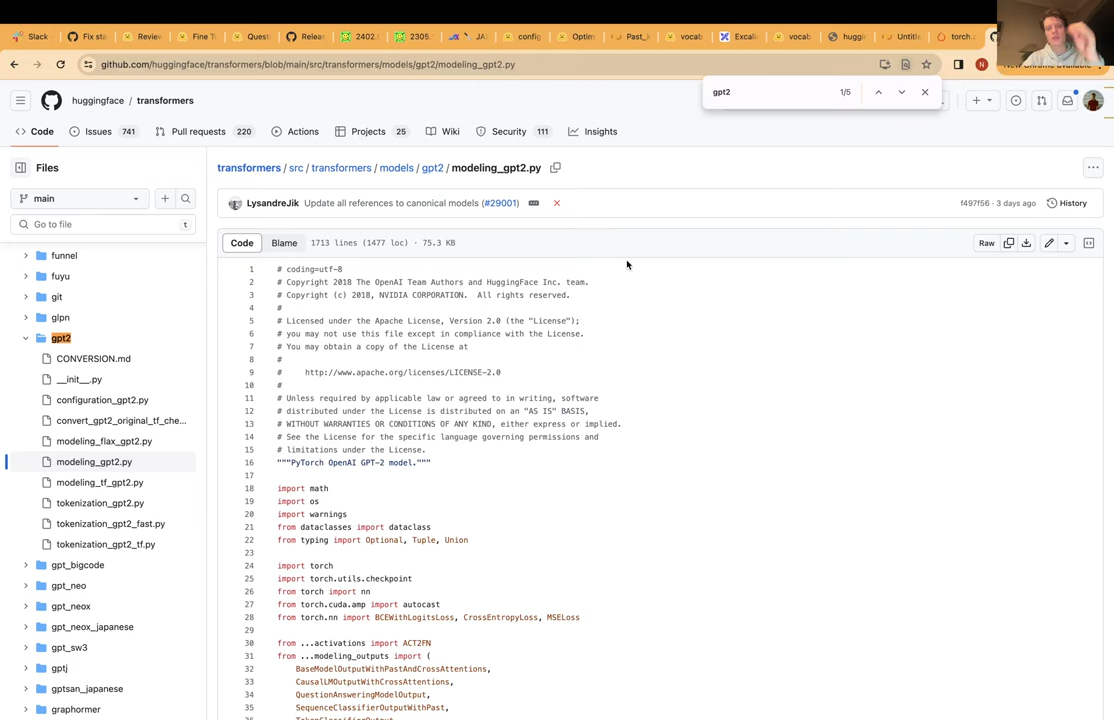 Slack
Fix sta
Review
Fine T
Questi
Releas
2402.
2305.
JAX
config
Optim
Past_k
vocab
Excalid
vocab
huggin
Untitle
torch.
github.com/huggingface/transformers/blob/main/src/transformers/models/gpt2/modeling_gpt2.py
N
gpt2
1/5
huggingface / transformers
Code
Issues 741
Pull requests 220
Actions
Projects 25
Wiki
Security 111
Insights
Files
transformers / src / transformers / models / gpt2 / modeling_gpt2.py
main
LysandreJik Update all references to canonical models (#29001)
f497f56 · 3 days ago
History
Go to file
t
Code
Blame
1713 lines (1477 loc) · 75.3 KB
Raw
funnel
fuyu
git
glpn
gpt2
CONVERSION.md
__init__.py
configuration_gpt2.py
convert_gpt2_original_tf_che...
modeling_flax_gpt2.py
modeling_gpt2.py
modeling_tf_gpt2.py
tokenization_gpt2.py
tokenization_gpt2_fast.py
tokenization_gpt2_tf.py
gpt_bigcode
gpt_neo
gpt_neox
gpt_neox_japanese
gpt_sw3
gptj
gptsan_japanese
graphormer
1 # coding=utf-8
2 # Copyright 2018 The OpenAI Team Authors and HuggingFace Inc. team.
3 # Copyright (c) 2018, NVIDIA CORPORATION.  All rights reserved.
4 #
5 # Licensed under the Apache License, Version 2.0 (the "License");
6 # you may not use this file except in compliance with the License.
7 # You may obtain a copy of the License at
8 #
9 #     http://www.apache.org/licenses/LICENSE-2.0
10 #
11 # Unless required by applicable law or agreed to in writing, software
12 # distributed under the License is distributed on an "AS IS" BASIS,
13 # WITHOUT WARRANTIES OR CONDITIONS OF ANY KIND, either express or implied.
14 # See the License for the specific language governing permissions and
15 # limitations under the License.
16 """PyTorch OpenAI GPT-2 model."""
17
18 import math
19 import os
20 import warnings
21 from dataclasses import dataclass
22 from typing import Optional, Tuple, Union
23
24 import torch
25 import torch.utils.checkpoint
26 from torch import nn
27 from torch.cuda.amp import autocast
28 from torch.nn import BCEWithLogitsLoss, CrossEntropyLoss, MSELoss
29
30 from ...activations import ACT2FN
31 from ...modeling_outputs import (
32 BaseModelOutputWithPastAndCrossAttentions,
33 CausalLMOutputWithCrossAttentions,
34 QuestionAnsweringModelOutput,
35 SequenceClassifierOutputWithPast,